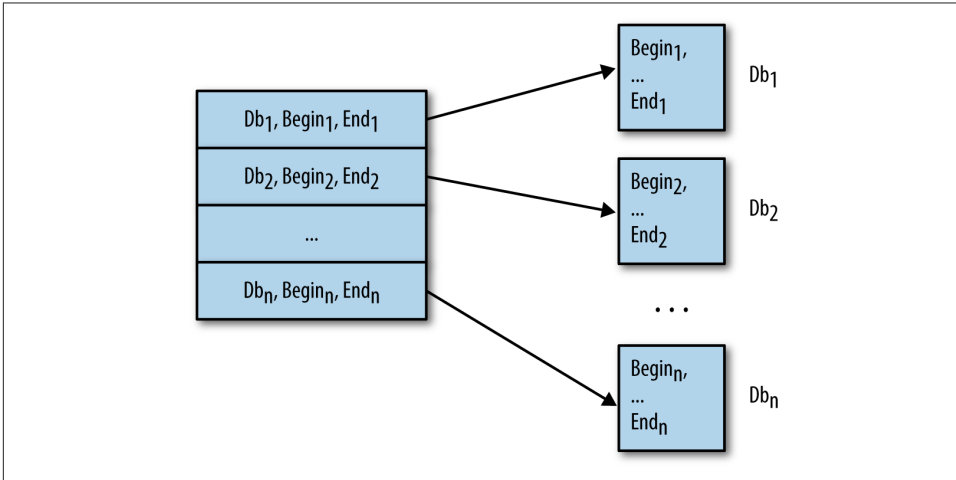 Db₁, Begin₁, End₁
Db₂, Begin₂, End₂
...
Dbₙ, Beginₙ, Endₙ
Begin₁,
...
End₁
Db₁
Begin₂,
...
End₂
Db₂
...
Beginₙ,
...
Endₙ
Dbₙ